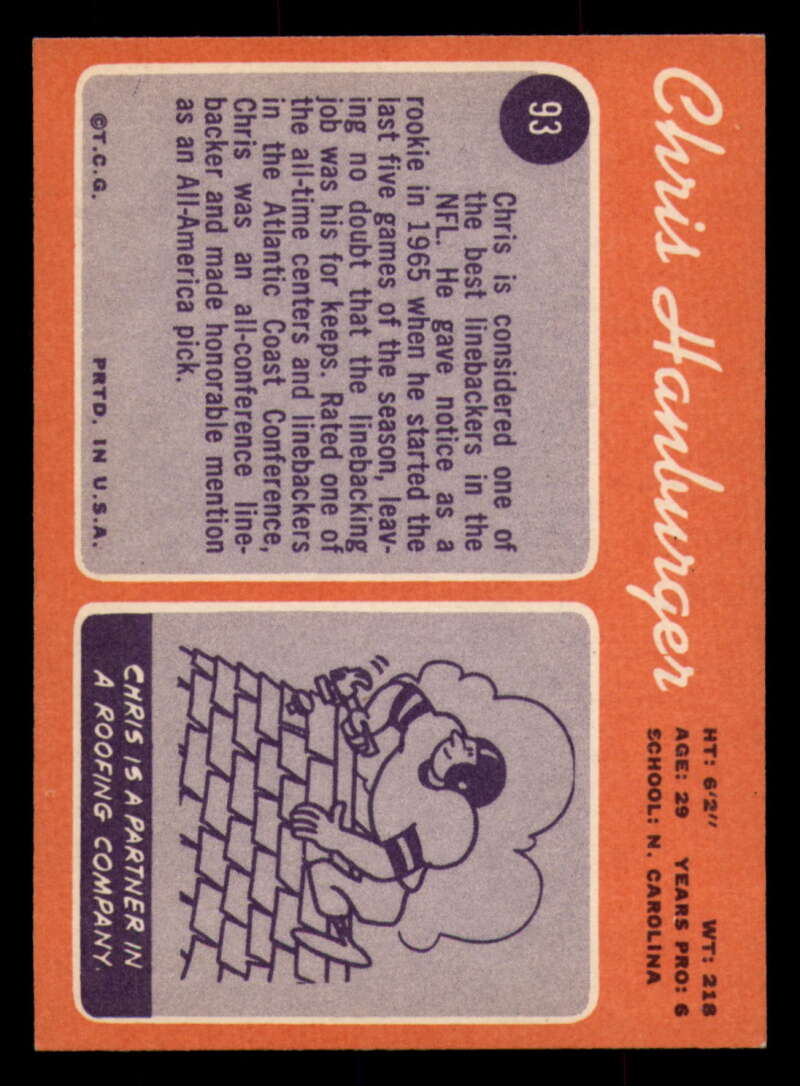 Chris Hanburger
HT: 6'2" WT: 218
AGE: 29 YEARS PRO: 6
SCHOOL: N. CAROLINA
93
Chris is considered one of
the best linebackers in the
NFL. He gave notice as a
rookie in 1965 when he started the
last five games of the season, leav-
ing no doubt that the linebacking
job was his for keeps. Rated one of
the all-time centers and linebackers
in the Atlantic Coast Conference,
Chris was an all-conference line-
backer and made honorable mention
as an All-America pick.
©T.C.G. PRTD. IN U.S.A.
CHRIS IS A PARTNER IN
A ROOFING COMPANY.